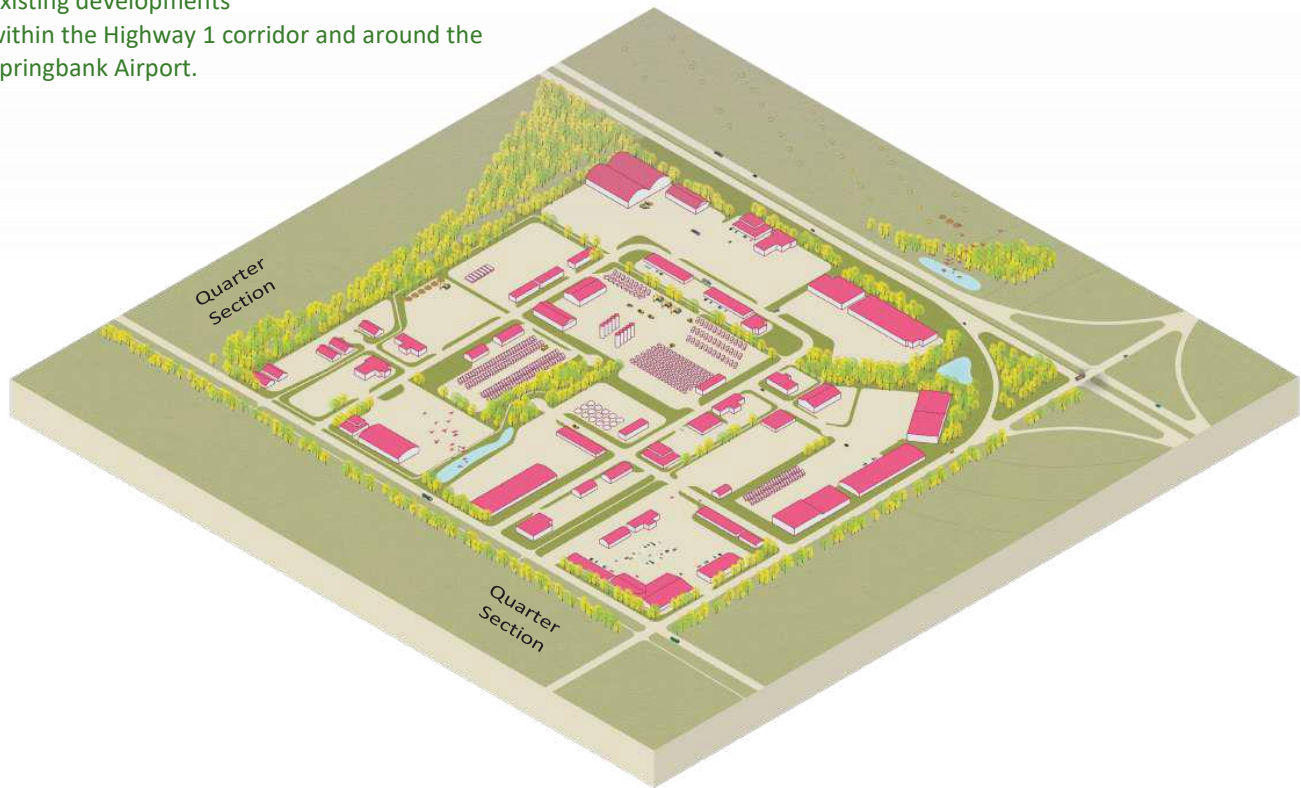 xisting developments
within the Highway 1 corridor and around the
pringbank Airport.
Quarter
Section
Quarter
Section